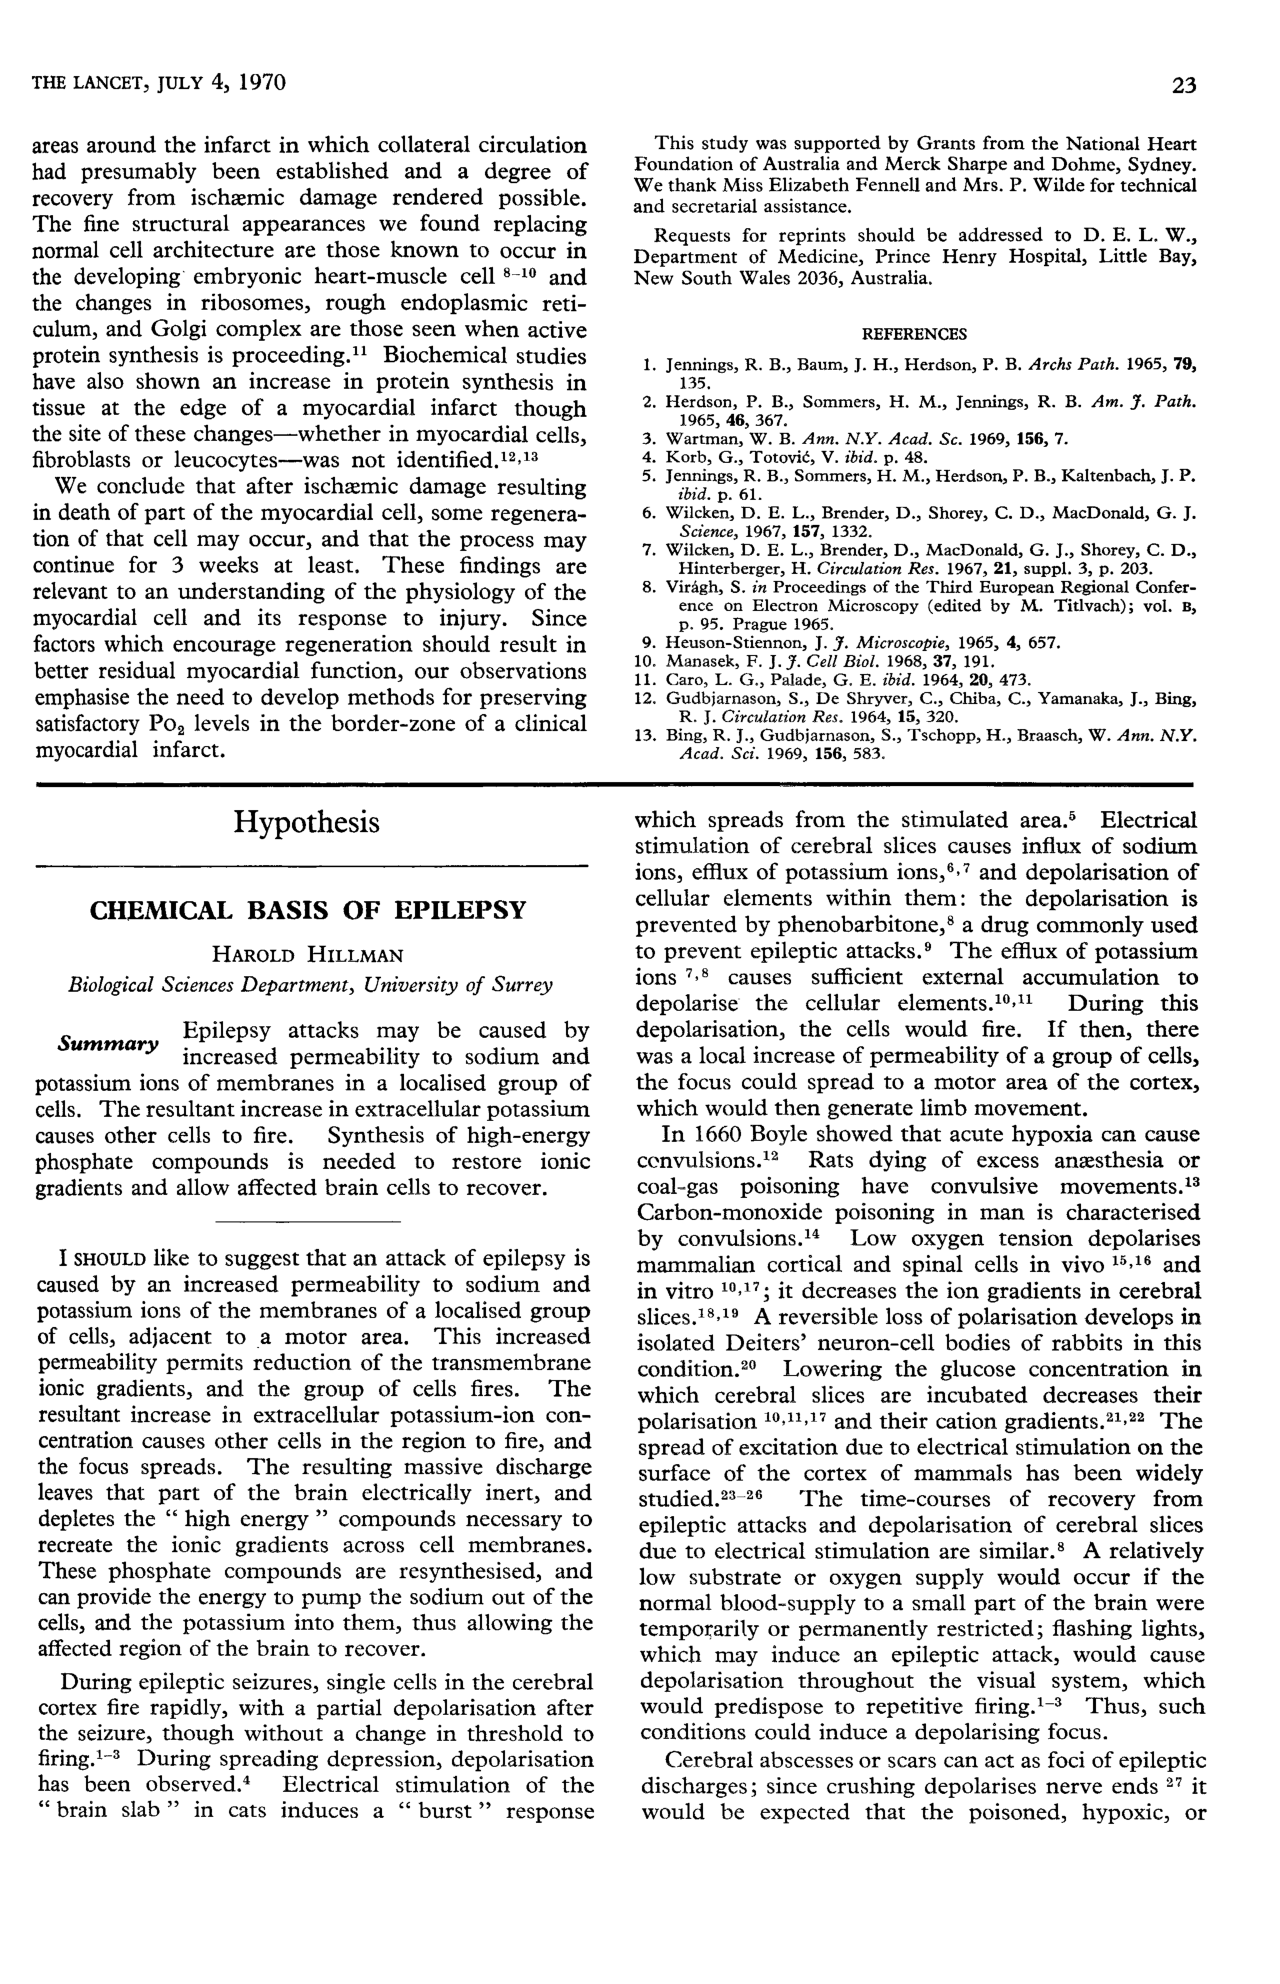 THE LANCET, JULY 4, 1970
23
areas around the infarct in which collateral circulation
had presumably been established and a degree of
recovery from ischæmic damage rendered possible.
The fine structural appearances we found replacing
normal cell architecture are those known to occur in
the developing embryonic heart-muscle cell 8–10 and
the changes in ribosomes, rough endoplasmic reti-
culum, and Golgi complex are those seen when active
protein synthesis is proceeding.11 Biochemical studies
have also shown an increase in protein synthesis in
tissue at the edge of a myocardial infarct though
the site of these changes—whether in myocardial cells,
fibroblasts or leucocytes—was not identified.12,13
We conclude that after ischæmic damage resulting
in death of part of the myocardial cell, some regenera-
tion of that cell may occur, and that the process may
continue for 3 weeks at least. These findings are
relevant to an understanding of the physiology of the
myocardial cell and its response to injury. Since
factors which encourage regeneration should result in
better residual myocardial function, our observations
emphasise the need to develop methods for preserving
satisfactory PO2 levels in the border-zone of a clinical
myocardial infarct.
This study was supported by Grants from the National Heart
Foundation of Australia and Merck Sharpe and Dohme, Sydney.
We thank Miss Elizabeth Fennell and Mrs. P. Wilde for technical
and secretarial assistance.
Requests for reprints should be addressed to D. E. L. W.,
Department of Medicine, Prince Henry Hospital, Little Bay,
New South Wales 2036, Australia.
REFERENCES
1. Jennings, R. B., Baum, J. H., Herdson, P. B. Archs Path. 1965, 79,
135.
2. Herdson, P. B., Sommers, H. M., Jennings, R. B. Am. J. Path.
1965, 46, 367.
3. Wartman, W. B. Ann. N.Y. Acad. Sc. 1969, 156, 7.
4. Korb, G., Totović, V. ibid. p. 48.
5. Jennings, R. B., Sommers, H. M., Herdson, P. B., Kaltenbach, J. P.
ibid. p. 61.
6. Wilcken, D. E. L., Brender, D., Shorey, C. D., MacDonald, G. J.
Science, 1967, 157, 1332.
7. Wilcken, D. E. L., Brender, D., MacDonald, G. J., Shorey, C. D.,
Hinterberger, H. Circulation Res. 1967, 21, suppl. 3, p. 203.
8. Virágh, S. in Proceedings of the Third European Regional Confer-
ence on Electron Microscopy (edited by M. Titlvach); vol. B,
p. 95. Prague 1965.
9. Heuson-Stiennon, J. J. Microscopie, 1965, 4, 657.
10. Manasek, F. J. J. Cell Biol. 1968, 37, 191.
11. Caro, L. G., Palade, G. E. ibid. 1964, 20, 473.
12. Gudbjarnason, S., De Shryver, C., Chiba, C., Yamanaka, J., Bing,
R. J. Circulation Res. 1964, 15, 320.
13. Bing, R. J., Gudbjarnason, S., Tschopp, H., Braasch, W. Ann. N.Y.
Acad. Sci. 1969, 156, 583.
Hypothesis
CHEMICAL BASIS OF EPILEPSY
HAROLD HILLMAN
Biological Sciences Department, University of Surrey
Summary Epilepsy attacks may be caused by
increased permeability to sodium and
potassium ions of membranes in a localised group of
cells. The resultant increase in extracellular potassium
causes other cells to fire. Synthesis of high-energy
phosphate compounds is needed to restore ionic
gradients and allow affected brain cells to recover.
I SHOULD like to suggest that an attack of epilepsy is
caused by an increased permeability to sodium and
potassium ions of the membranes of a localised group
of cells, adjacent to a motor area. This increased
permeability permits reduction of the transmembrane
ionic gradients, and the group of cells fires. The
resultant increase in extracellular potassium-ion con-
centration causes other cells in the region to fire, and
the focus spreads. The resulting massive discharge
leaves that part of the brain electrically inert, and
depletes the “ high energy ” compounds necessary to
recreate the ionic gradients across cell membranes.
These phosphate compounds are resynthesised, and
can provide the energy to pump the sodium out of the
cells, and the potassium into them, thus allowing the
affected region of the brain to recover.
During epileptic seizures, single cells in the cerebral
cortex fire rapidly, with a partial depolarisation after
the seizure, though without a change in threshold to
firing.1–3 During spreading depression, depolarisation
has been observed.4 Electrical stimulation of the
“ brain slab ” in cats induces a “ burst ” response
which spreads from the stimulated area.5 Electrical
stimulation of cerebral slices causes influx of sodium
ions, efflux of potassium ions,6,7 and depolarisation of
cellular elements within them: the depolarisation is
prevented by phenobarbitone,8 a drug commonly used
to prevent epileptic attacks.9 The efflux of potassium
ions 7,8 causes sufficient external accumulation to
depolarise the cellular elements.10,11 During this
depolarisation, the cells would fire. If then, there
was a local increase of permeability of a group of cells,
the focus could spread to a motor area of the cortex,
which would then generate limb movement.
In 1660 Boyle showed that acute hypoxia can cause
convulsions.12 Rats dying of excess anæsthesia or
coal-gas poisoning have convulsive movements.13
Carbon-monoxide poisoning in man is characterised
by convulsions.14 Low oxygen tension depolarises
mammalian cortical and spinal cells in vivo 15,16 and
in vitro 10,17; it decreases the ion gradients in cerebral
slices.18,19 A reversible loss of polarisation develops in
isolated Deiters’ neuron-cell bodies of rabbits in this
condition.20 Lowering the glucose concentration in
which cerebral slices are incubated decreases their
polarisation 10,11,17 and their cation gradients.21,22 The
spread of excitation due to electrical stimulation on the
surface of the cortex of mammals has been widely
studied.23–26 The time-courses of recovery from
epileptic attacks and depolarisation of cerebral slices
due to electrical stimulation are similar.8 A relatively
low substrate or oxygen supply would occur if the
normal blood-supply to a small part of the brain were
temporarily or permanently restricted; flashing lights,
which may induce an epileptic attack, would cause
depolarisation throughout the visual system, which
would predispose to repetitive firing.1–3 Thus, such
conditions could induce a depolarising focus.
Cerebral abscesses or scars can act as foci of epileptic
discharges; since crushing depolarises nerve ends 27 it
would be expected that the poisoned, hypoxic, or